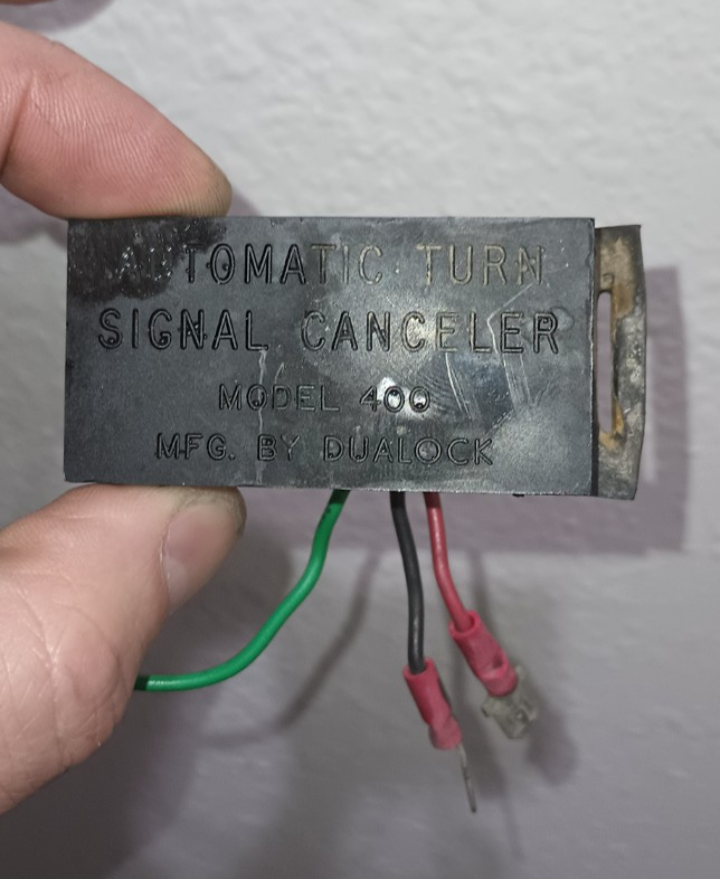 AUTOMATIC TURN
SIGNAL CANCELER
MODEL 400
MFG. BY DUALOCK